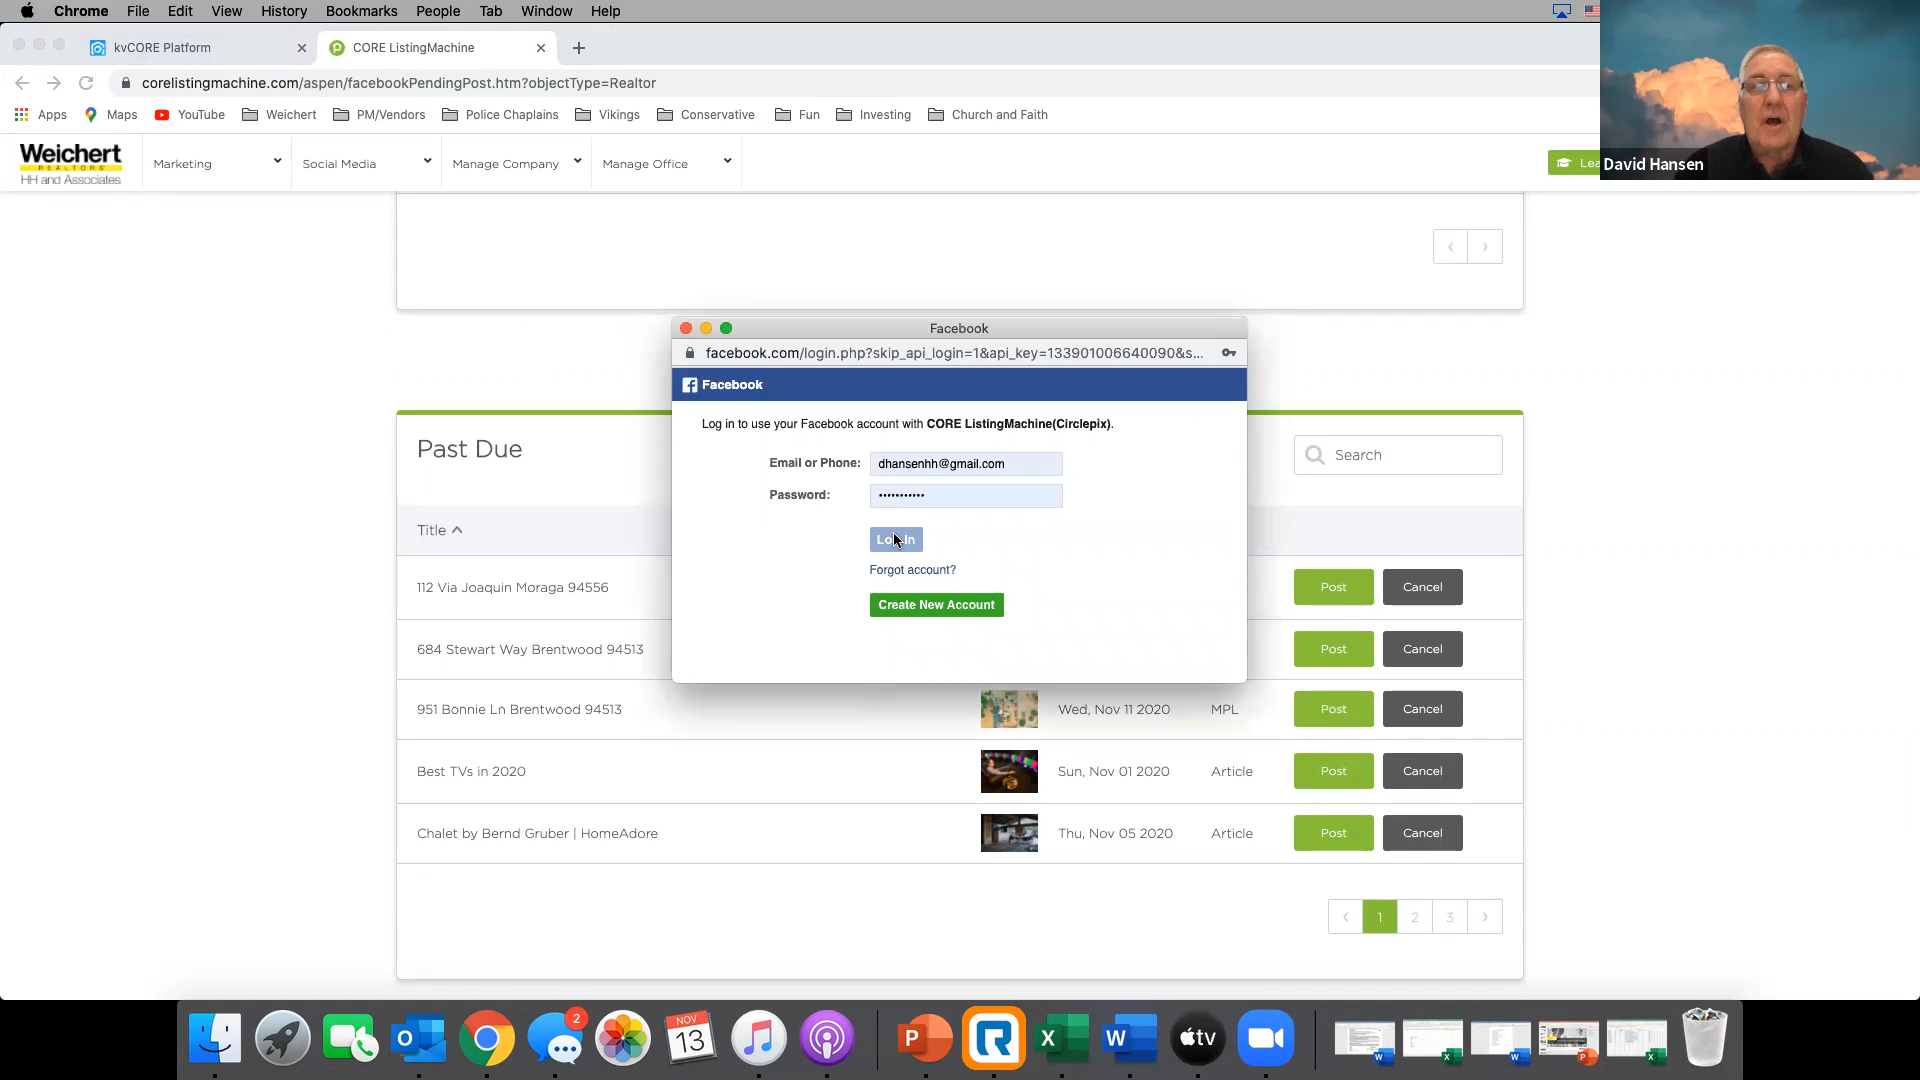 Chrome File Edit View History Bookmarks People Tab Window Help
kvCORE Platform
CORE ListingMachine
corelistingmachine.com/aspen/facebookPendingPost.htm?objectType=Realtor
Apps Maps YouTube Weichert PM/Vendors Police Chaplains Vikings Conservative Fun Investing Church and Faith
Weichert
REALTORS
HH and Associates
Marketing
Social Media
Manage Company
Manage Office
Lea
David Hansen
Facebook
facebook.com/login.php?skip_api_login=1&api_key=133901006640090&s...
Facebook
Log in to use your Facebook account with CORE ListingMachine(Circlepix).
Email or Phone: dhansenhh@gmail.com
Password: •••••••••••
Forgot account?
Create New Account
Past Due
Search
Title
112 Via Joaquin Moraga 94556 Post Cancel
684 Stewart Way Brentwood 94513 Post Cancel
951 Bonnie Ln Brentwood 94513 Wed, Nov 11 2020 MPL Post Cancel
Best TVs in 2020 Sun, Nov 01 2020 Article Post Cancel
Chalet by Bernd Gruber | HomeAdore Thu, Nov 05 2020 Article Post Cancel
1 2 3
2
NOV
13
tv